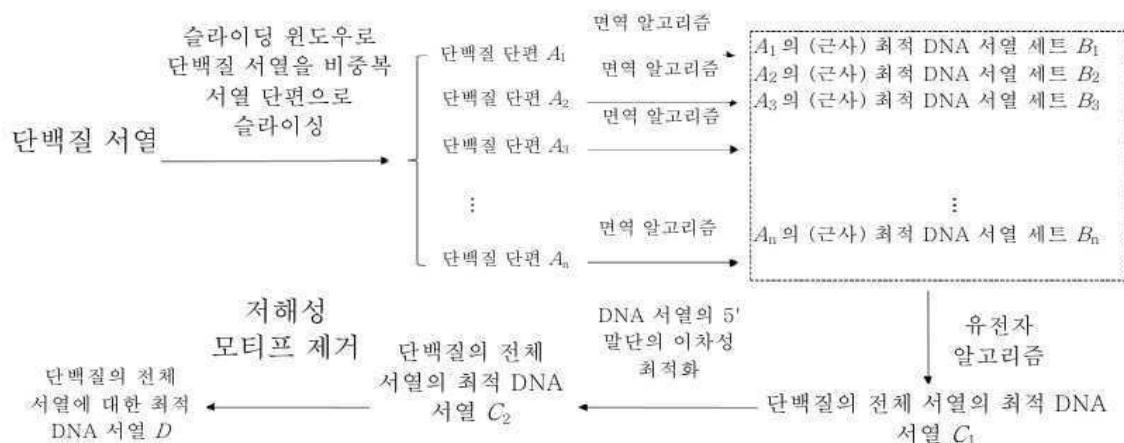 슬라이딩 윈도우로
단백질 서열을 비중복
서열 단편으로
슬라이싱
단백질 서열
단백질 단편 A₁
단백질 단편 A₂
단백질 단편 A₃
⋮
단백질 단편 Aₙ
면역 알고리즘
면역 알고리즘
면역 알고리즘
면역 알고리즘
A₁의 (근사) 최적 DNA 서열 세트 B₁
A₂의 (근사) 최적 DNA 서열 세트 B₂
A₃의 (근사) 최적 DNA 서열 세트 B₃
⋮
Aₙ의 (근사) 최적 DNA 서열 세트 Bₙ
유전자
알고리즘
단백질의 전체 서열의 최적 DNA
서열 C₁
DNA 서열의 5'
말단의 이차성
최적화
단백질의 전체
서열의 최적 DNA
서열 C₂
저해성
모티프 제거
단백질의 전체
서열에 대한 최적
DNA 서열 D